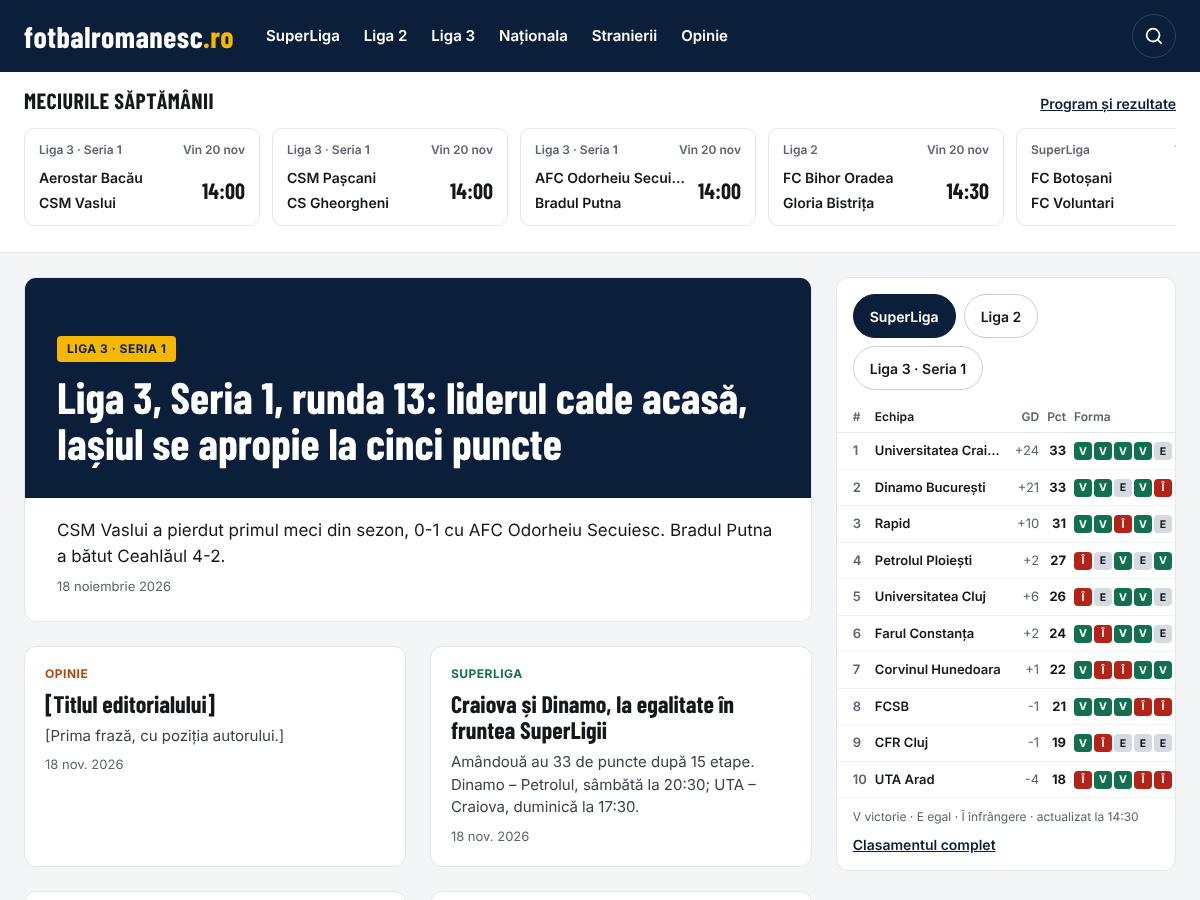 fotbalromanesc.ro
SuperLiga Liga 2 Liga 3 Naționala Stranierii Opinie
MECIURILE SĂPTĂMÂNII
Program și rezultate
Liga 3 · Seria 1 Vin 20 nov
Aerostar Bacău
CSM Vaslui
14:00
Liga 3 · Seria 1 Vin 20 nov
CSM Pașcani
CS Gheorgheni
14:00
Liga 3 · Seria 1 Vin 20 nov
AFC Odorheiu Secui...
Bradul Putna
14:00
Liga 2 Vin 20 nov
FC Bihor Oradea
Gloria Bistrița
14:30
SuperLiga
FC Botoșani
FC Voluntari
LIGA 3 · SERIA 1
Liga 3, Seria 1, runda 13: liderul cade acasă,
Iașiul se apropie la cinci puncte
CSM Vaslui a pierdut primul meci din sezon, 0-1 cu AFC Odorheiu Secuiesc. Bradul Putna
a bătut Ceahlăul 4-2.
18 noiembrie 2026
OPINIE
[Titlul editorialului]
[Prima frază, cu poziția autorului.]
18 nov. 2026
SUPERLIGA
Craiova și Dinamo, la egalitate în
fruntea SuperLigii
Amândouă au 33 de puncte după 15 etape.
Dinamo – Petrolul, sâmbătă la 20:30; UTA –
Craiova, duminică la 17:30.
18 nov. 2026
SuperLiga Liga 2
Liga 3 · Seria 1
# Echipa GD Pct Forma
1 Universitatea Crai... +24 33 V V V V E
2 Dinamo București +21 33 V V E V Î
3 Rapid +10 31 V V Î V E
4 Petrolul Ploiești +2 27 Î E V E V
5 Universitatea Cluj +6 26 Î E V V E
6 Farul Constanța +2 24 V Î V V E
7 Corvinul Hunedoara +1 22 V Î Î V V
8 FCSB -1 21 V V V Î Î
9 CFR Cluj -1 19 V Î E E E
10 UTA Arad -4 18 Î V V Î Î
V victorie · E egal · Î înfrângere · actualizat la 14:30
Clasamentul complet